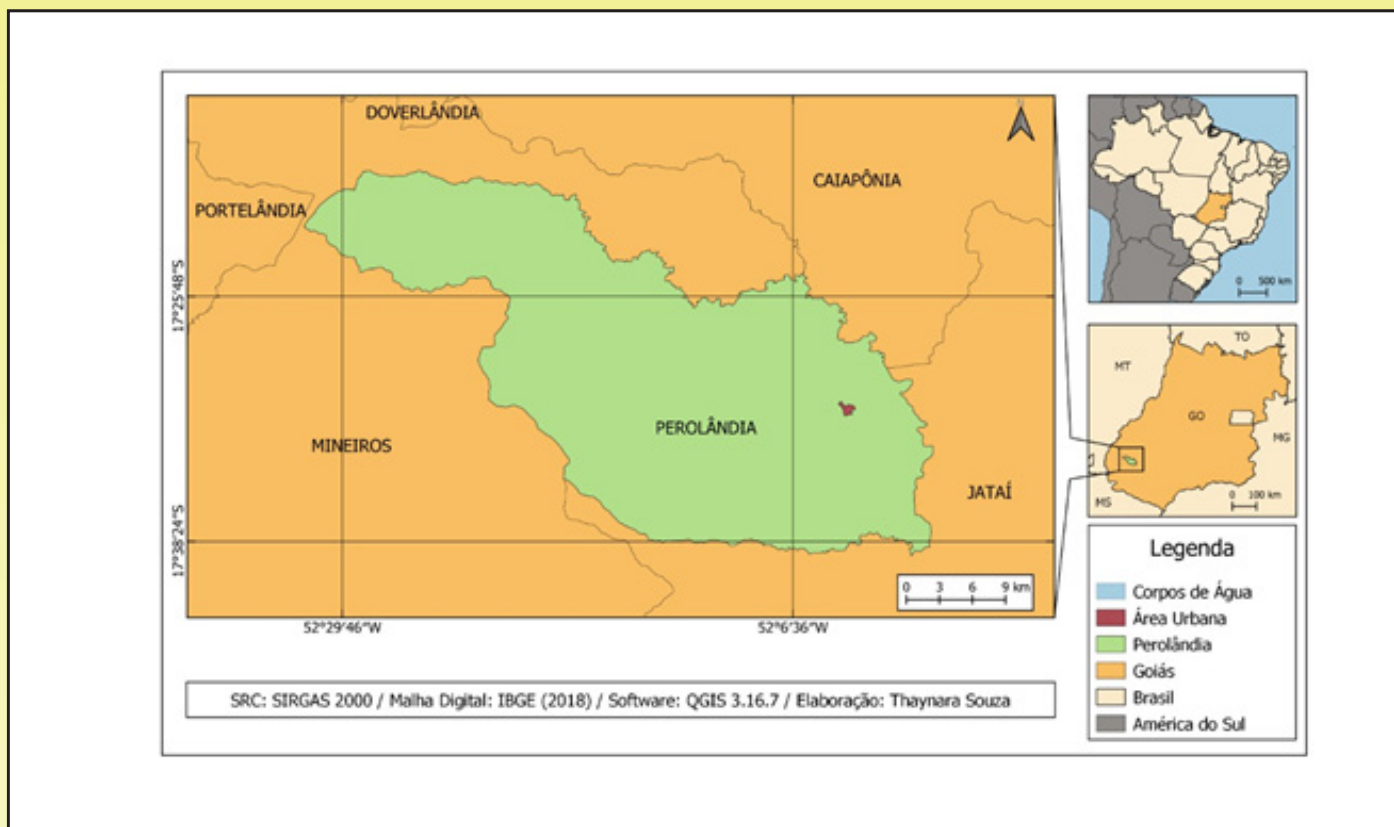 DOVERLÂNDIA
N
CAIAPÔNIA
PORTELÂNDIA
17°25'48"S
PEROLÂNDIA
MINEIROS
JATAÍ
17°38'24"S
0 3 6 9 km
52°29'46"W
52°6'36"W
0 500 km
TO
MT
GO
MG
MS
0 100 km
Legenda
Corpos de Água
Área Urbana
Perolândia
Goiás
Brasil
América do Sul
SRC: SIRGAS 2000 / Malha Digital: IBGE (2018) / Software: QGIS 3.16.7 / Elaboração: Thaynara Souza